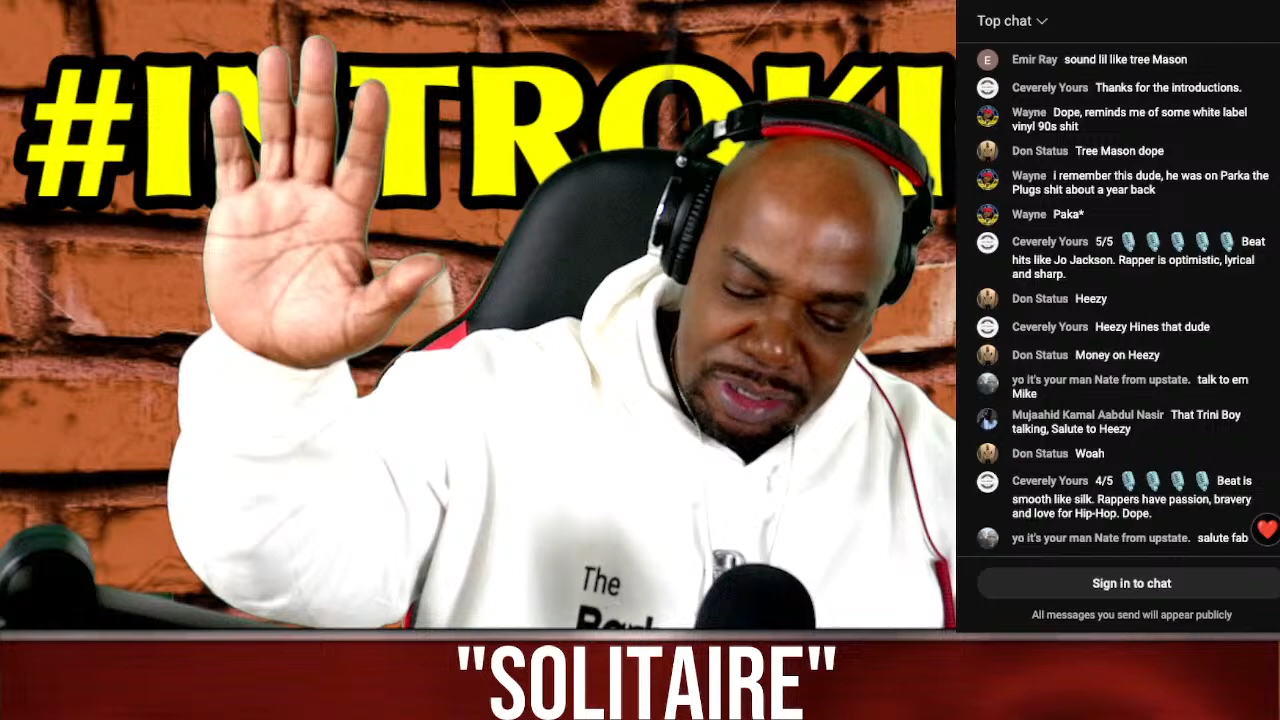 #INTROKI
The
"SOLITAIRE"
Top chat
E
Emir Ray sound lil like tree Mason
Ceverely Yours Thanks for the introductions.
Wayne Dope, reminds me of some white label
vinyl 90s shit
Don Status Tree Mason dope
Wayne i remember this dude, he was on Parka the
Plugs shit about a year back
Wayne Paka*
Ceverely Yours 5/5 🎙️ 🎙️ 🎙️ 🎙️ 🎙️ Beat
hits like Jo Jackson. Rapper is optimistic, lyrical
and sharp.
Don Status Heezy
Ceverely Yours Heezy Hines that dude
Don Status Money on Heezy
yo it's your man Nate from upstate. talk to em
Mike
Mujaahid Kamal Aabdul Nasir That Trini Boy
talking, Salute to Heezy
Don Status Woah
Ceverely Yours 4/5 🎙️ 🎙️ 🎙️ 🎙️ Beat is
smooth like silk. Rappers have passion, bravery
and love for Hip-Hop. Dope.
yo it's your man Nate from upstate. salute fab
Sign in to chat
All messages you send will appear publicly